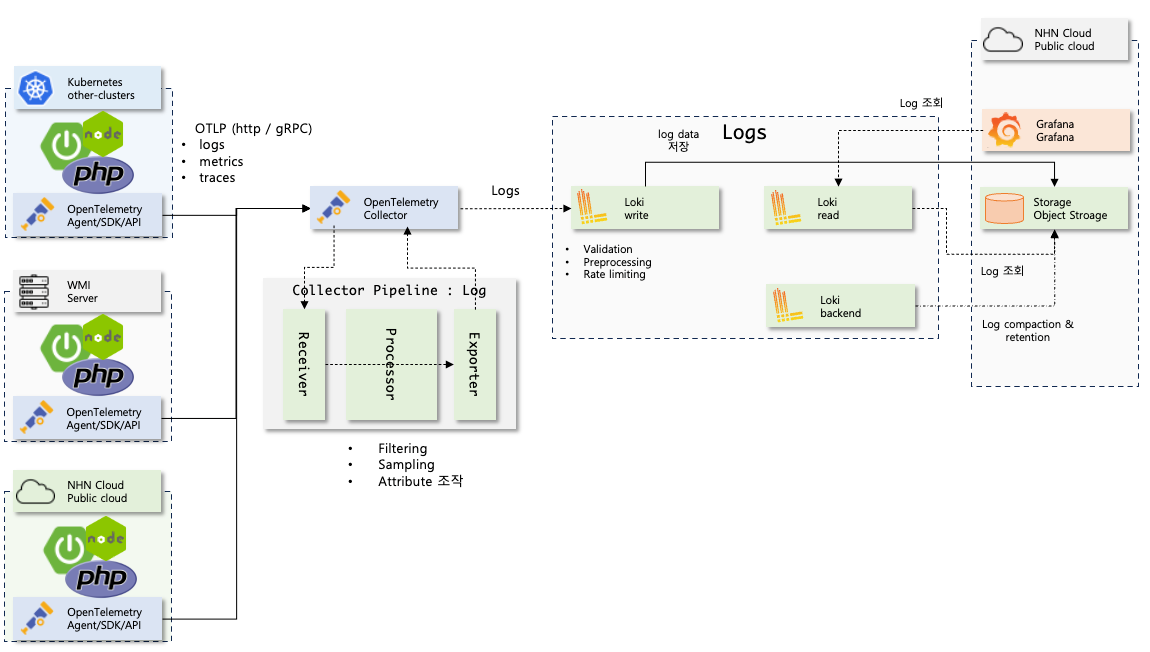 Kubernetes
other-clusters
node
php
OpenTelemetry
Agent/SDK/API
WMI
Server
node
php
OpenTelemetry
Agent/SDK/API
NHN Cloud
Public cloud
node
php
OpenTelemetry
Agent/SDK/API
OTLP (http / gRPC)
• logs
• metrics
• traces
OpenTelemetry
Collector
Logs
Collector Pipeline : Log
Receiver
Processor
Exporter
• Filtering
• Sampling
• Attribute 조작
Logs
log data
저장
Loki
write
• Validation
• Preprocessing
• Rate limiting
Loki
read
Loki
backend
Log 조회
NHN Cloud
Public cloud
Grafana
Grafana
Storage
Object Stroage
Log 조회
Log compaction &
retention